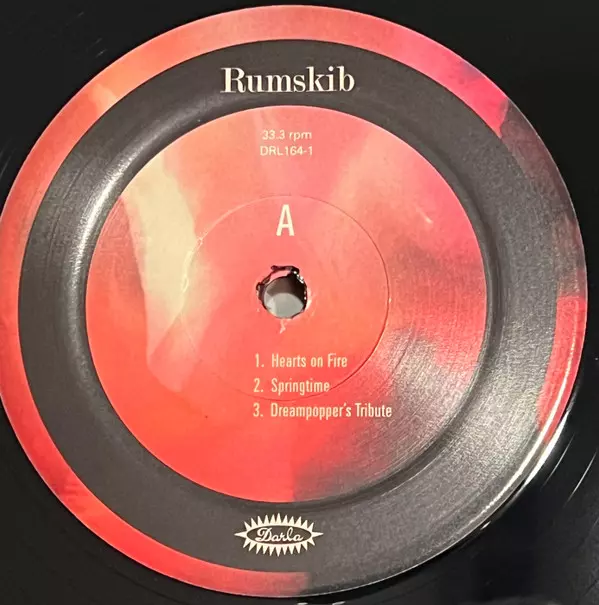 Rumskib
33.3 rpm
DRL164-1
A
1. Hearts on Fire
2. Springtime
3. Dreampopper's Tribute
Darla